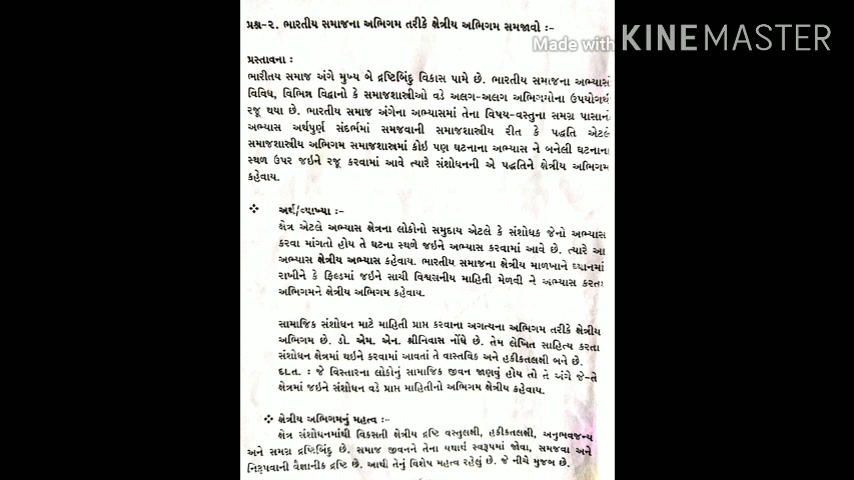 પ્રશ્ન-૨. ભારતીય સમાજના અભિગમ તરીકે ક્ષેત્રીય અભિગમ સમજાવો :-
Made with KINEMASTER
પ્રસ્તાવના :
ભારીતય સમાજ અંગે મુખ્ય બે દ્રષ્ટિબિંદુ વિકાસ પામે છે. ભારતીય સમાજના અભ્યાસ
વિવિધ, વિભિન્ન વિદ્વાનો કે સમાજશાસ્ત્રીઓ વડે અલગ-અલગ અભિગમોના ઉપયોગથી
રજૂ થયા છે. ભારતીય સમાજ અંગેના અભ્યાસમાં તેના વિષય-વસ્તુના સમગ્ર પાસાના
અભ્યાસ અર્થપુર્ણ સંદર્ભમાં સમજવાની સમાજશાસ્ત્રીય રીત કે પદ્ધતિ એટલે
સમાજશાસ્ત્રીય અભિગમ સમાજશાસ્ત્રમાં કોઇ પણ ઘટનાના અભ્યાસ ને બનેલી ઘટનાના
સ્થળ ઉપર જઇને રજૂ કરવામાં આવે ત્યારે સંશોધનની એ પદ્ધતિને ક્ષેત્રીય અભિગમ
કહેવાય.
❖ અર્થ/વ્યાખ્યા :-
ક્ષેત્ર એટલે અભ્યાસ ક્ષેત્રના લોકોનો સમુદાય એટલે કે સંશોધક જેનો અભ્યાસ
કરવા માંગતો હોય તે ઘટના સ્થળે જઇને અભ્યાસ કરવામાં આવે છે. ત્યારે આ
અભ્યાસ ક્ષેત્રીય અભ્યાસ કહેવાય. ભારતીય સમાજના ક્ષેત્રીય માળખાને ધ્યાનમાં
રાખીને કે ફિલ્ડમાં જઇને સાચી વિશ્વસનીય માહિતી મેળવી ને અભ્યાસ કરતા
અભિગમને ક્ષેત્રીય અભિગમ કહેવાય.
સામાજિક સંશોધન માટે માહિતી પ્રાપ્ત કરવાના અગત્યના અભિગમ તરીકે ક્ષેત્રીય
અભિગમ છે. ડો. એમ. એન. શ્રીનિવાસ નોંધે છે. તેમ લેખિત સાહિત્ય કરતા
સંશોધન ક્ષેત્રમાં થઇને કરવામાં આવતાં તે વાસ્તવિક અને હકીકતલક્ષી બને છે.
દા.ત. : જે વિસ્તારના લોકોનું સામાજિક જીવન જાણવું હોય તો તે અંગે જે-તે
ક્ષેત્રમાં જઇને સંશોધન વડે પ્રાપ્ત માહિતીનો અભિગમ ક્ષેત્રીય કહેવાય.
❖ ક્ષેત્રીય અભિગમનું મહત્વ :-
ક્ષેત્ર સંશોધનમાંથી વિકસતી ક્ષેત્રીય દ્રષ્ટિ વસ્તુલક્ષી, હકીકતલક્ષી, અનુભવજન્ય
અને સમગ્ર દ્રષ્ટિબિંદુ છે. સમાજ જીવનને તેના યથાર્થ સ્વરૂપમાં જોવા, સમજવા અને
નિરૂપવાની વૈજ્ઞાનીક દ્રષ્ટિ છે. આથી તેનું વિશેષ મહત્વ રહેલું છે. જે નીચે મુજબ છે.